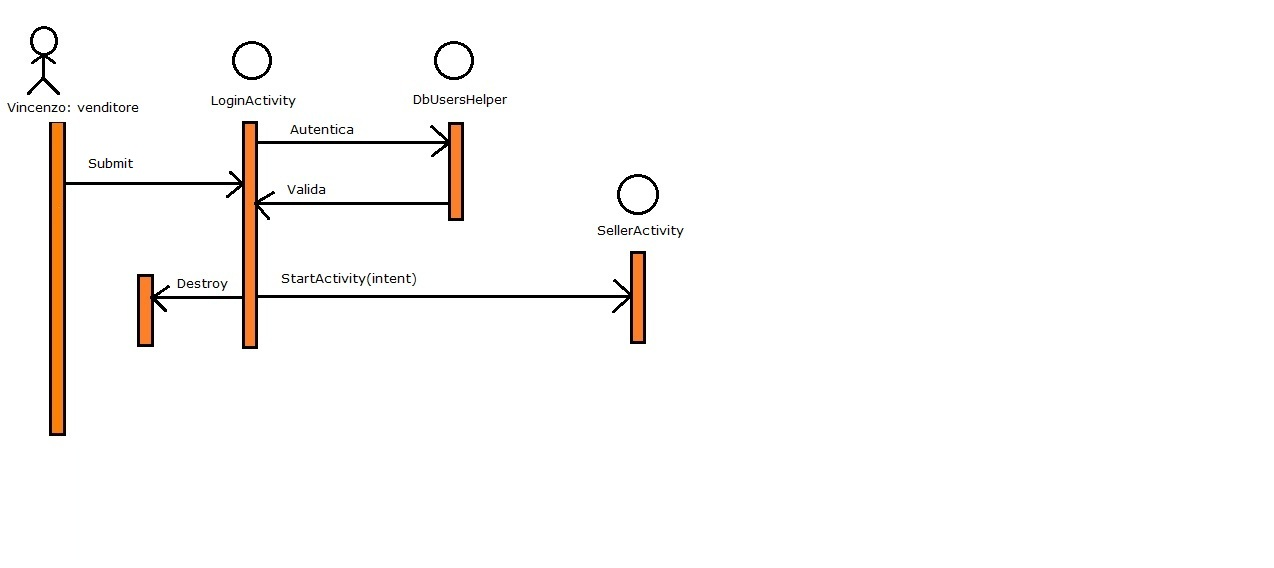 Vincenzo: venditore
LoginActivity
DbUsersHelper
Autentica
Submit
Valida
SellerActivity
Destroy
StartActivity(intent)